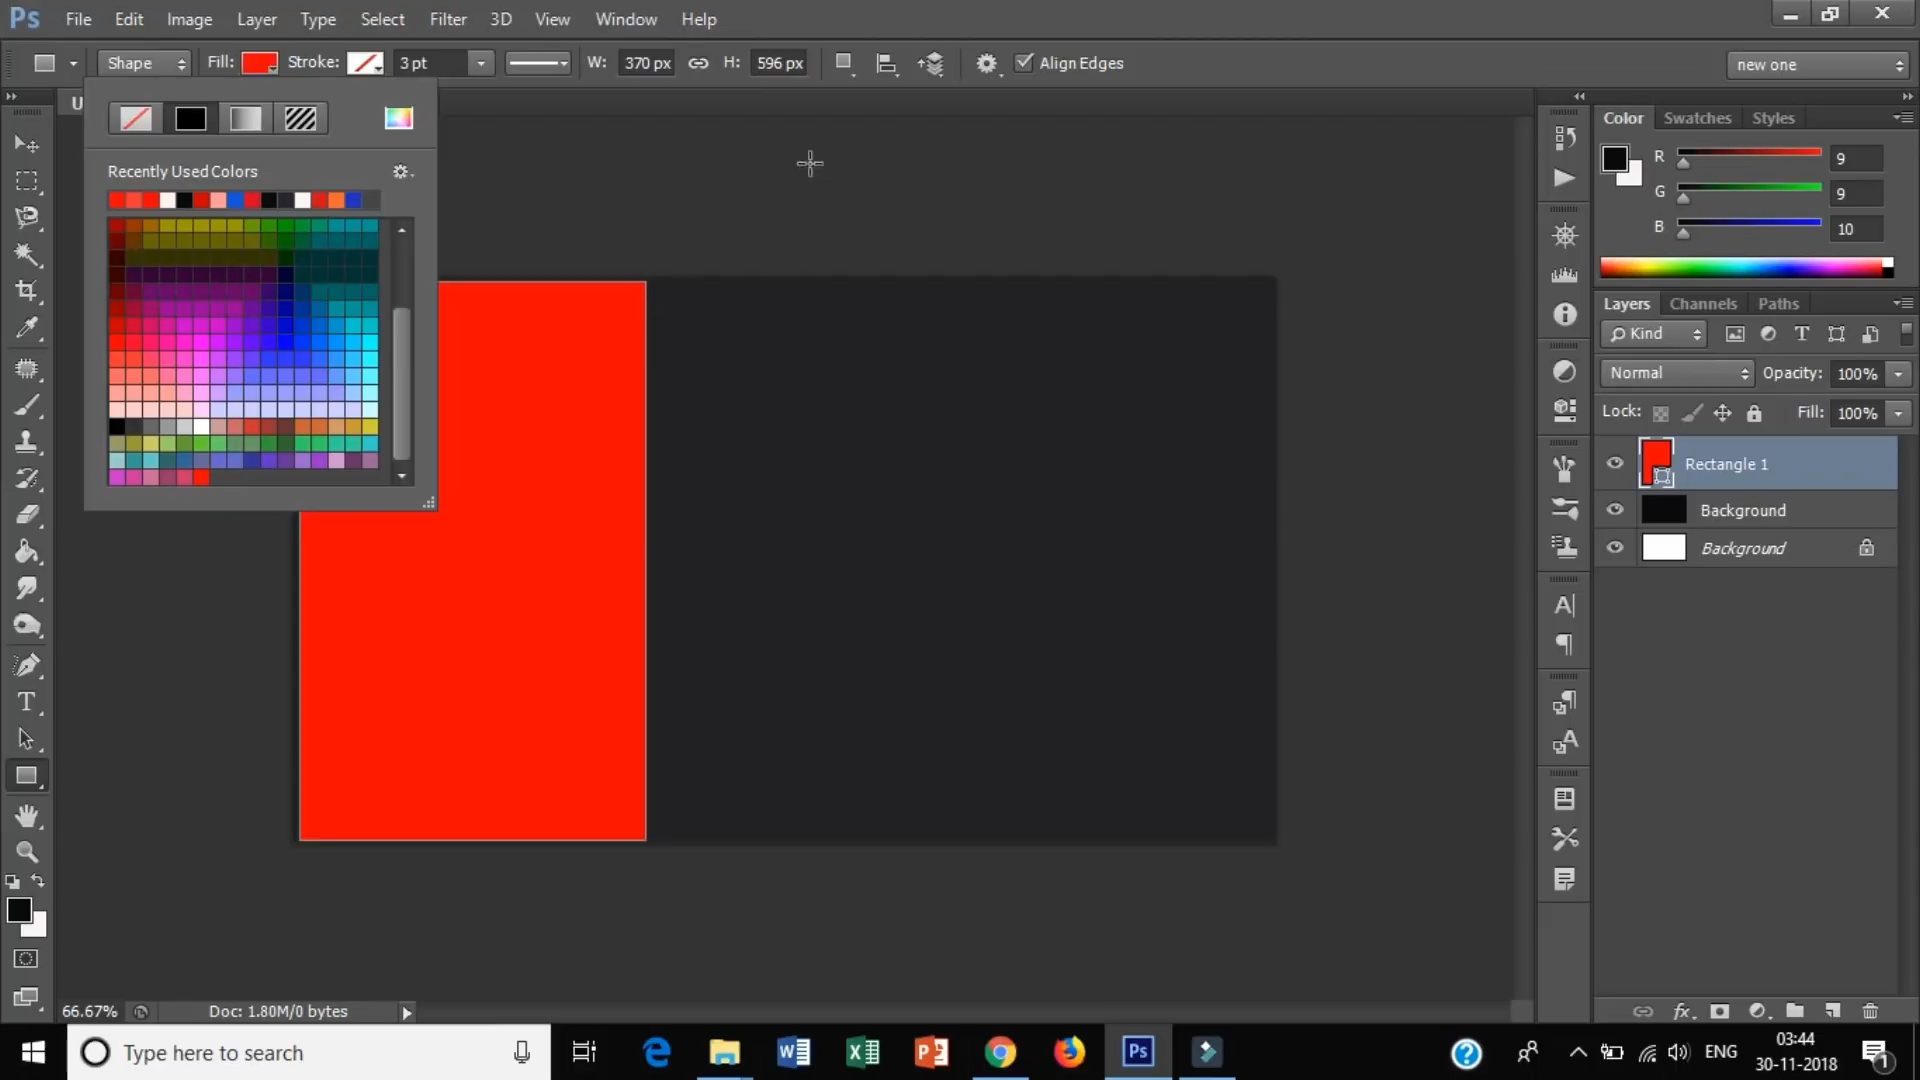 Ps File Edit Image Layer Type Select Filter 3D View Window Help
Shape Fill: Stroke: 3 pt W: 370 px H: 596 px Align Edges new one
U
Recently Used Colors
Color Swatches Styles
R 9
G 9
B 10
Layers Channels Paths
Kind
Normal Opacity: 100%
Lock: Fill: 100%
Rectangle 1
Background
Background
66.67% Doc: 1.80M/0 bytes
Type here to search
ENG
03:44
30-11-2018
1